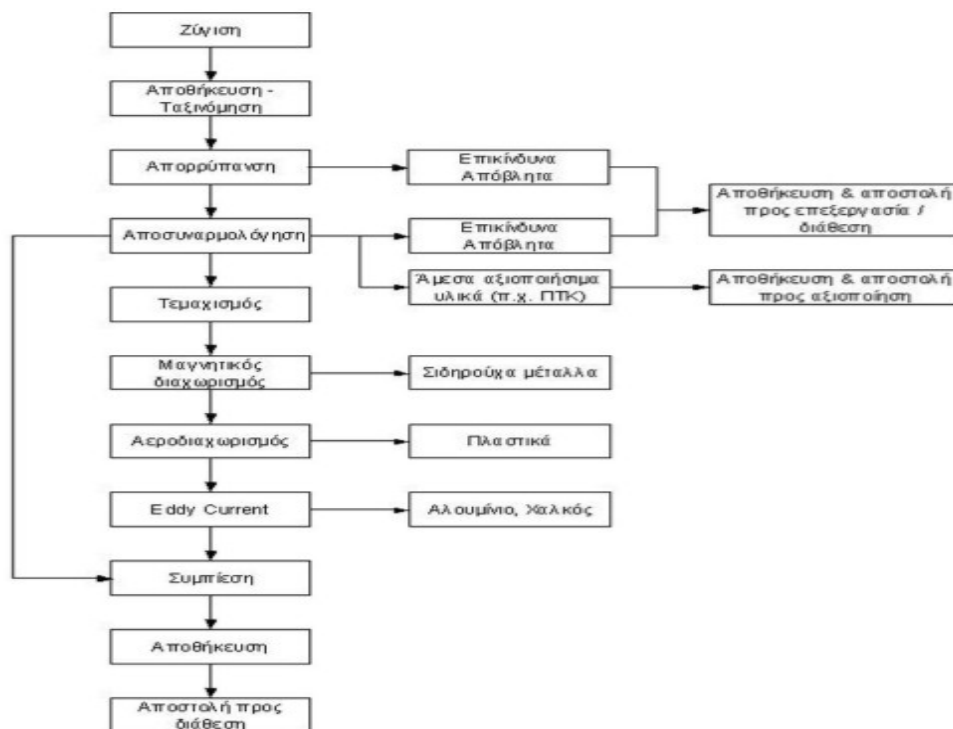 Ζύγιση
Αποθήκευση -
Ταξινόμηση
Απορρύπανση
Επικίνδυνα
Απόβλητα
Αποθήκευση & αποστολή
προς επεξεργασία /
διάθεση
Αποσυναρμολόγηση
Επικίνδυνα
Απόβλητα
Άμεσα αξιοποιήσιμα
υλικά (π.χ. ΠΤΚ)
Αποθήκευση & αποστολή
προς αξιοποίηση
Τεμαχισμός
Μαγνητικός
διαχωρισμός
Σιδηρούχα μέταλλα
Αεροδιαχωρισμός
Πλαστικά
Eddy Current
Αλουμίνιο, Χαλκός
Συμπίεση
Αποθήκευση
Αποστολή προς
διάθεση